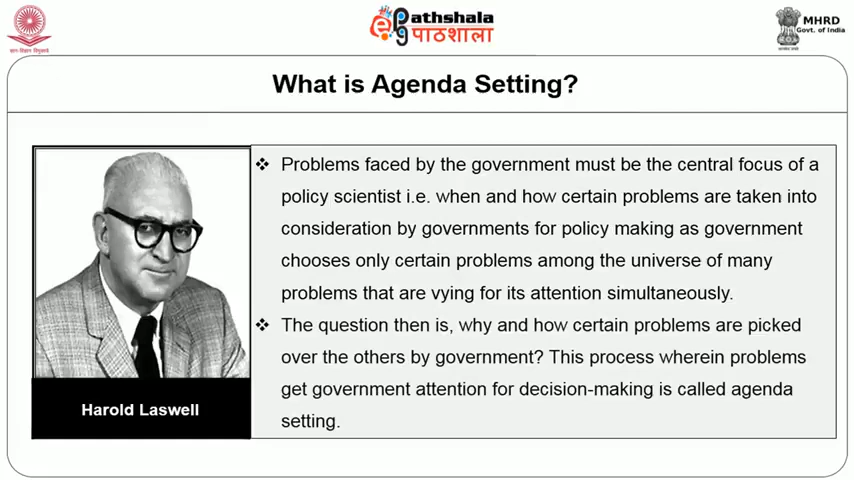 ePathshala
पाठशाला
MHRD
Govt. of India
What is Agenda Setting?
❖ Problems faced by the government must be the central focus of a
policy scientist i.e. when and how certain problems are taken into
consideration by governments for policy making as government
chooses only certain problems among the universe of many
problems that are vying for its attention simultaneously.
❖ The question then is, why and how certain problems are picked
over the others by government? This process wherein problems
get government attention for decision-making is called agenda
setting.
Harold Laswell